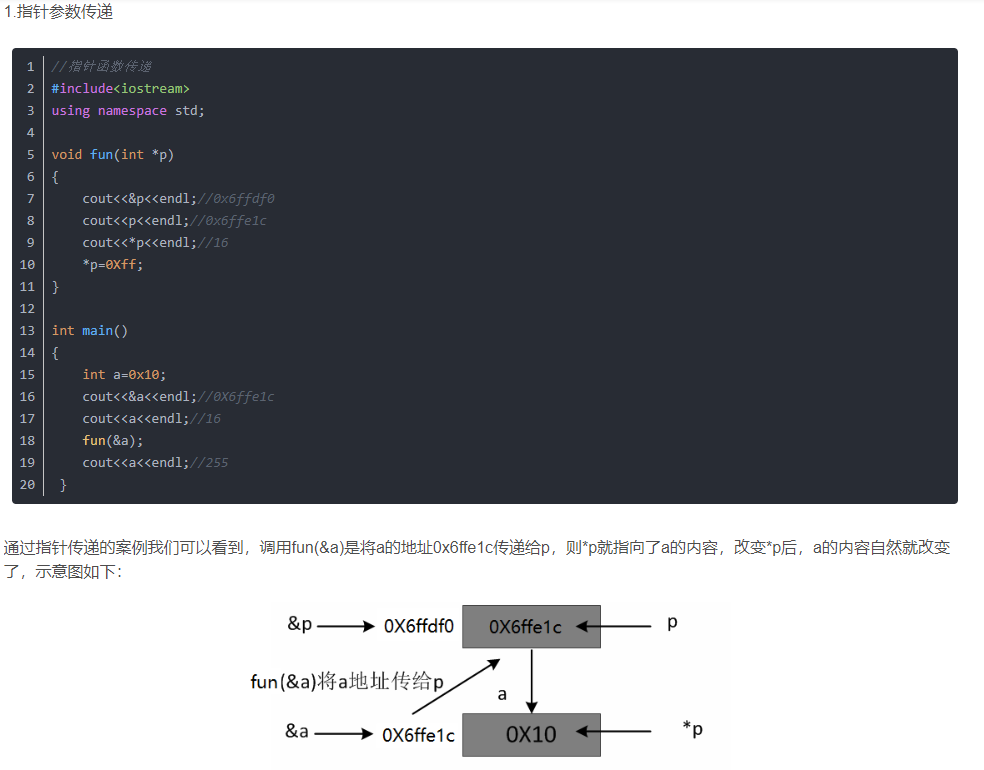 1.指针参数传递
1 //指针函数传递
2 #include<iostream>
3 using namespace std;
4
5 void fun(int *p)
6 {
7     cout<<&p<<endl;//0x6ffdf0
8     cout<<p<<endl;//0x6ffe1c
9     cout<<*p<<endl;//16
10     *p=0Xff;
11 }
12
13 int main()
14 {
15     int a=0x10;
16     cout<<&a<<endl;//0X6ffe1c
17     cout<<a<<endl;//16
18     fun(&a);
19     cout<<a<<endl;//255
20  }
通过指针传递的案例我们可以看到，调用fun(&a)是将a的地址0x6ffe1c传递给p，则*p就指向了a的内容，改变*p后，a的内容自然就改变
了，示意图如下：
&p 0X6ffdf0 0X6ffe1c p
fun(&a)将a地址传给p
a
&a 0X6ffe1c 0X10 *p